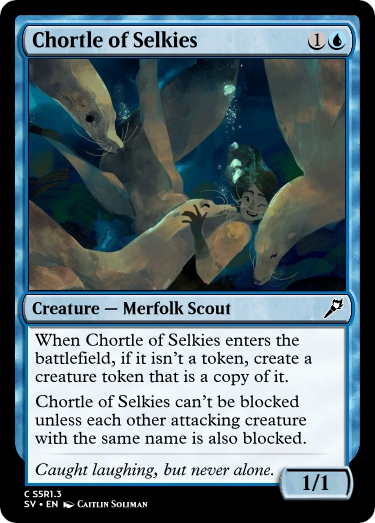 Chortle of Selkies 1
Creature — Merfolk Scout
When Chortle of Selkies enters the
battlefield, if it isn't a token, create a
creature token that is a copy of it.
Chortle of Selkies can't be blocked
unless each other attacking creature
with the same name is also blocked.
Caught laughing, but never alone.
1/1
C S5R1.3
SV • EN Caitlin Soliman